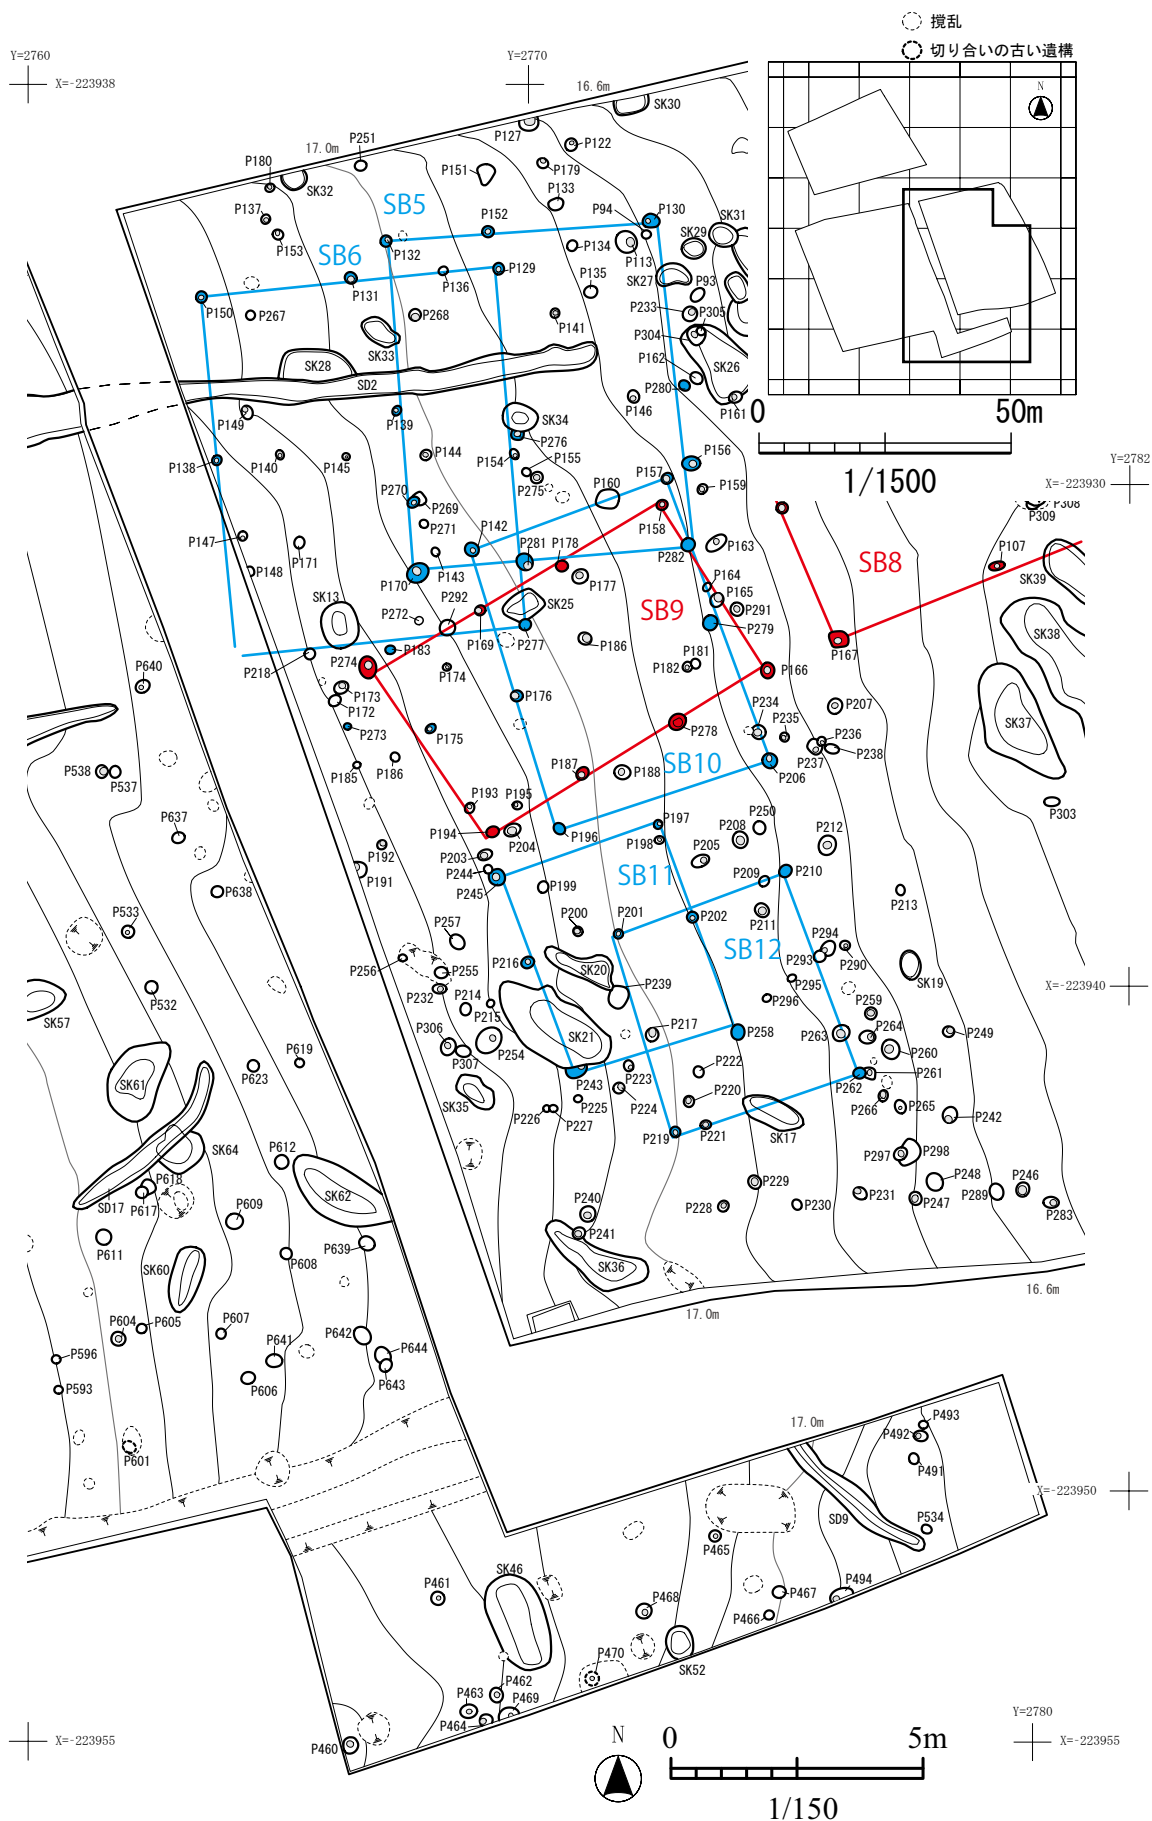 撹乱
切り合いの古い遺構
Y=2760
X=-223938
Y=2770
16.6m
SK30
N
P127
P122
P251
17.0m
P180
SK32
P151
P179
P133
P137
P153
SB5
P152
P94
P130
SK31
SK29
P132
P134
P113
SB6
P129
P136
P131
SK27
P135
P93
P150
P267
P268
P141
P233
P305
P304
SK33
SK28
SD2
P162
SK26
P280
P146
P161
P149
P139
SK34
P276
P138
P140
P145
P144
P154
P155
P275
P157
P156
P159
0
50m
1/1500
Y=2782
X=-223930
P160
P270
P269
P271
P158
P308
P309
P147
P171
P142
P281
P178
P282
P163
SB8
P107
SK39
P148
P143
P170
P177
P164
P165
P291
SK13
P272
P292
SK25
SB9
P279
SK38
P169
P277
P186
P167
P218
P274
P183
P174
P182
P181
P166
P640
P173
P172
P176
P207
SK37
P273
P175
P278
P234
P235
P236
P237
P238
P538
P537
P185
P186
P187
P188
SB10
P206
P303
P637
P193
P195
P194
P204
P196
P197
P198
P250
P208
P212
P192
P203
P244
P245
P205
P191
SB11
P209
P210
P638
P199
P213
P533
P257
P200
P201
P202
P211
SB12
P294
P293
P290
P256
P255
P216
SK20
P239
P295
SK19
SK57
P532
P232
P214
P215
P296
P259
X=-223940
P306
P307
P254
SK21
P217
P258
P263
P264
P249
P260
P619
P623
SK61
P243
P223
P222
P262
P261
SK35
P225
P224
P220
P266
P265
P242
P226
P227
SK17
SK64
P612
P219
P221
P297
P298
SD17
P618
P617
SK62
P229
P248
P246
P289
P228
P230
P231
P247
P283
P609
P240
P241
P611
P639
P608
SK60
SK36
16.6m
17.0m
P604
P605
P607
P642
P596
P641
P644
P643
P593
P606
17.0m
P493
P492
P601
P491
X=-223950
P465
SD9
P534
P461
SK46
P468
P467
P494
P466
P470
SK52
P463
P462
P469
P464
P460
Y=2780
X=-223955
X=-223955
N
0
5m
1/150